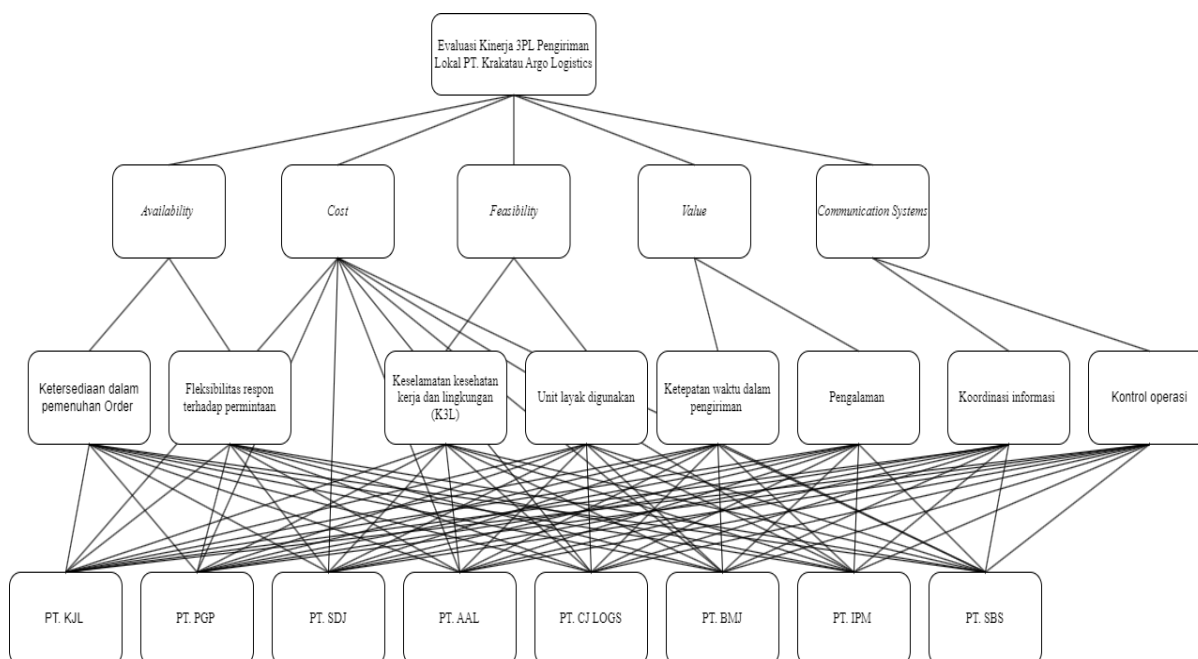 Evaluasi Kinerja 3PL Pengiriman
Lokal PT. Krakatau Argo Logistics
Availability
Cost
Feasibility
Value
Communication Systems
Ketersediaan dalam
pemenuhan Order
Fleksibilitas respon
terhadap permintaan
Keselamatan kesehatan
kerja dan lingkungan
(K3L)
Unit layak digunakan
Ketepatan waktu dalam
pengiriman
Pengalaman
Koordinasi informasi
Kontrol operasi
PT. KJL
PT. PGP
PT. SDJ
PT. AAL
PT. CJ LOGS
PT. BMJ
PT. IPM
PT. SBS